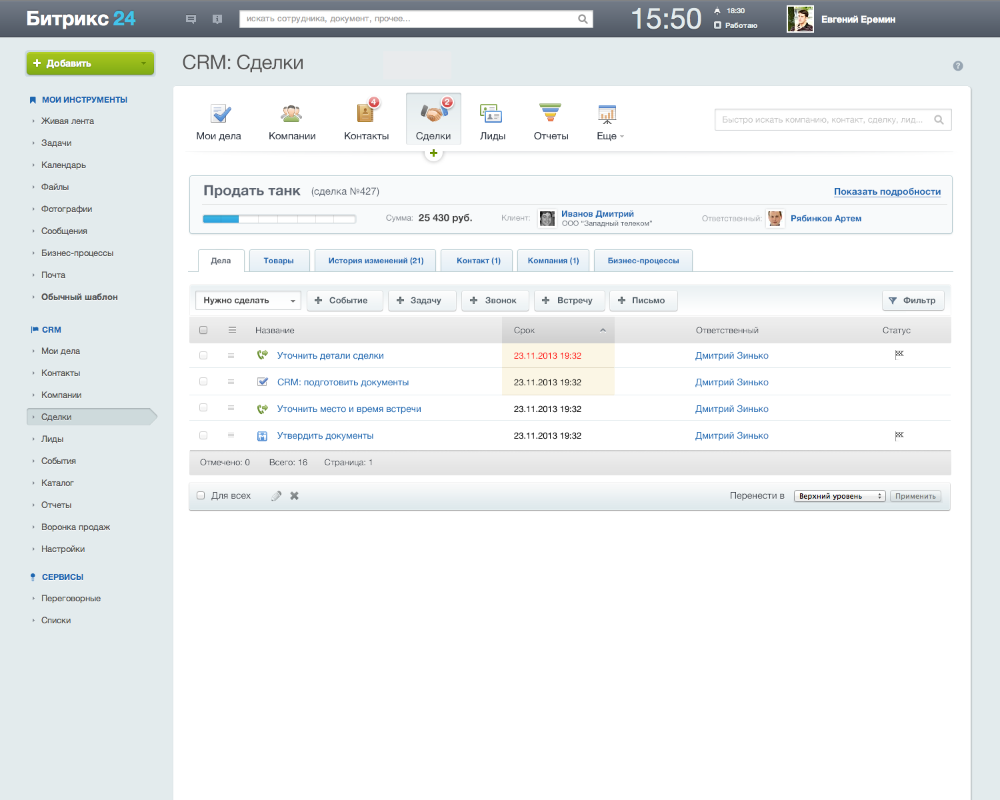 Битрикс 24
искать сотрудника, документ, прочее...
15:50
18:30
Работаю
Евгений Еремин
Добавить
CRM: Сделки
?
МОИ ИНСТРУМЕНТЫ
Живая лента
Задачи
Календарь
Файлы
Фотографии
Сообщения
Бизнес-процессы
Почта
Обычный шаблон
CRM
Мои дела
Контакты
Компании
Сделки
Лиды
События
Каталог
Отчеты
Воронка продаж
Настройки
СЕРВИСЫ
Переговорные
Списки
Мои дела
Компании
4
Контакты
2
Сделки
Лиды
Отчеты
Еще
Быстро искать компанию, контакт, сделку, лид...
Продать танк (сделка №427)
Показать подробности
Сумма: 25 430 руб.
Клиент: Иванов Дмитрий
ООО “Западный телеком”
Ответственный: Рябинков Артем
Дела Товары История изменений (21) Контакт (1) Компания (1) Бизнес-процессы
Нужно сделать Событие Задачу Звонок Встречу Письмо Фильтр
Название Срок Ответственный Статус
Уточнить детали сделки 23.11.2013 19:32 Дмитрий Зинько
CRM: подготовить документы 23.11.2013 19:32 Дмитрий Зинько
Уточнить место и время встречи 23.11.2013 19:32 Дмитрий Зинько
Утвердить документы 23.11.2013 19:32 Дмитрий Зинько
Отмечено: 0 Всего: 16 Страница: 1
Для всех Перенести в Верхний уровень Применить